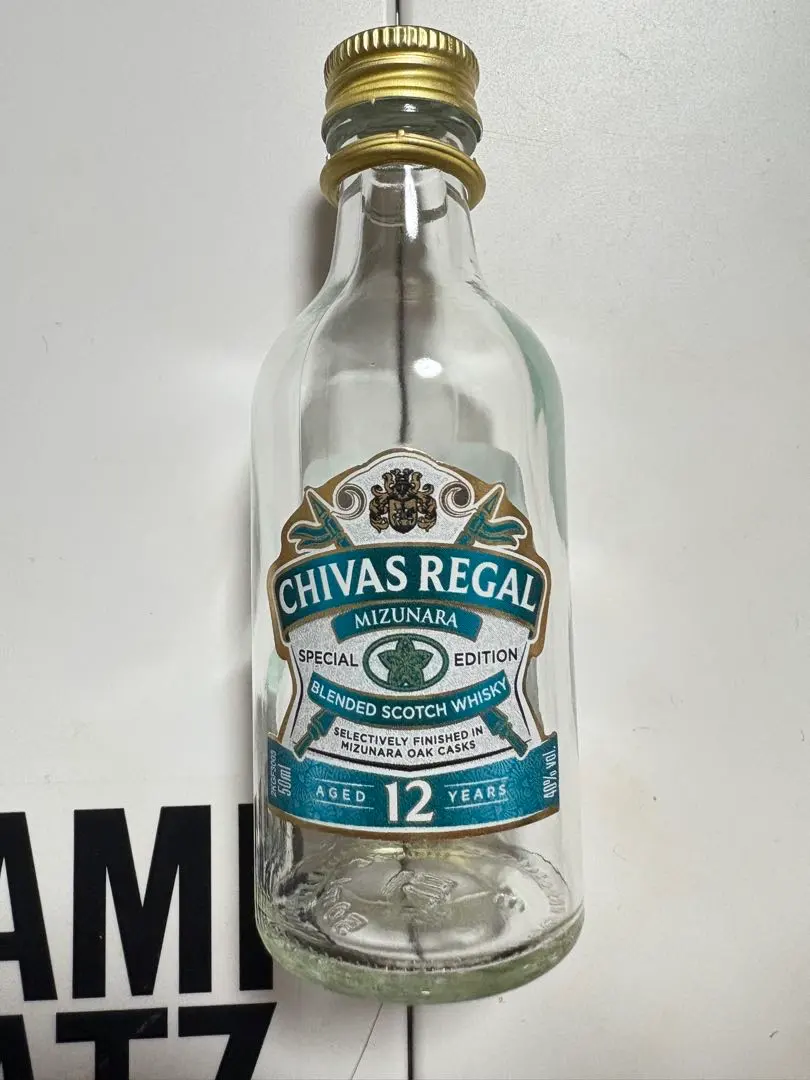 CHIVAS REGAL
MIZUNARA
SPECIAL EDITION
BLENDED SCOTCH WHISKY
SELECTIVELY FINISHED IN
MIZUNARA OAK CASKS
50ml
40% vol.
AGED 12 YEARS
AMI
ATZ